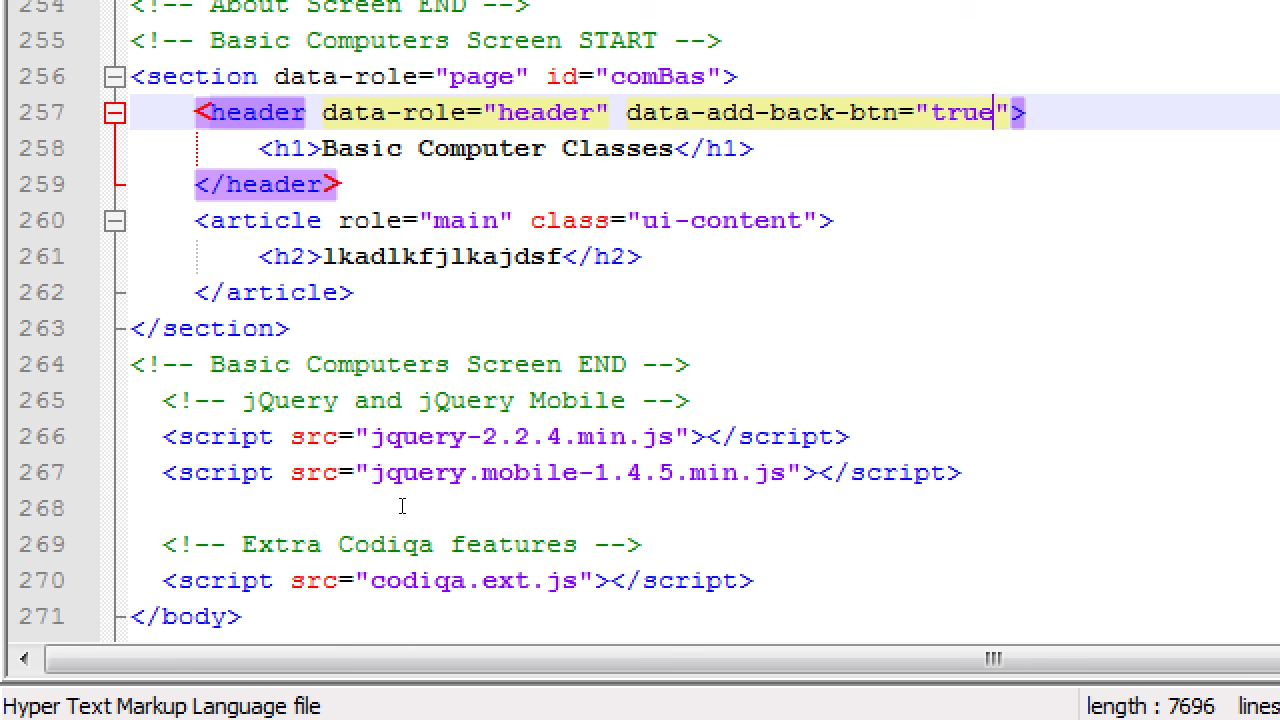 254 <!-- About Screen END -->
255 <!-- Basic Computers Screen START -->
256 <section data-role="page" id="comBas">
257 <header data-role="header" data-add-back-btn="true">
258 <h1>Basic Computer Classes</h1>
259 </header>
260 <article role="main" class="ui-content">
261 <h2>lkadlkfjlkajdsf</h2>
262 </article>
263 </section>
264 <!-- Basic Computers Screen END -->
265 <!-- jQuery and jQuery Mobile -->
266 <script src="jquery-2.2.4.min.js"></script>
267 <script src="jquery.mobile-1.4.5.min.js"></script>
268
269 <!-- Extra Codiqa features -->
270 <script src="codiqa.ext.js"></script>
271 </body>
Hyper Text Markup Language file length : 7696 lines